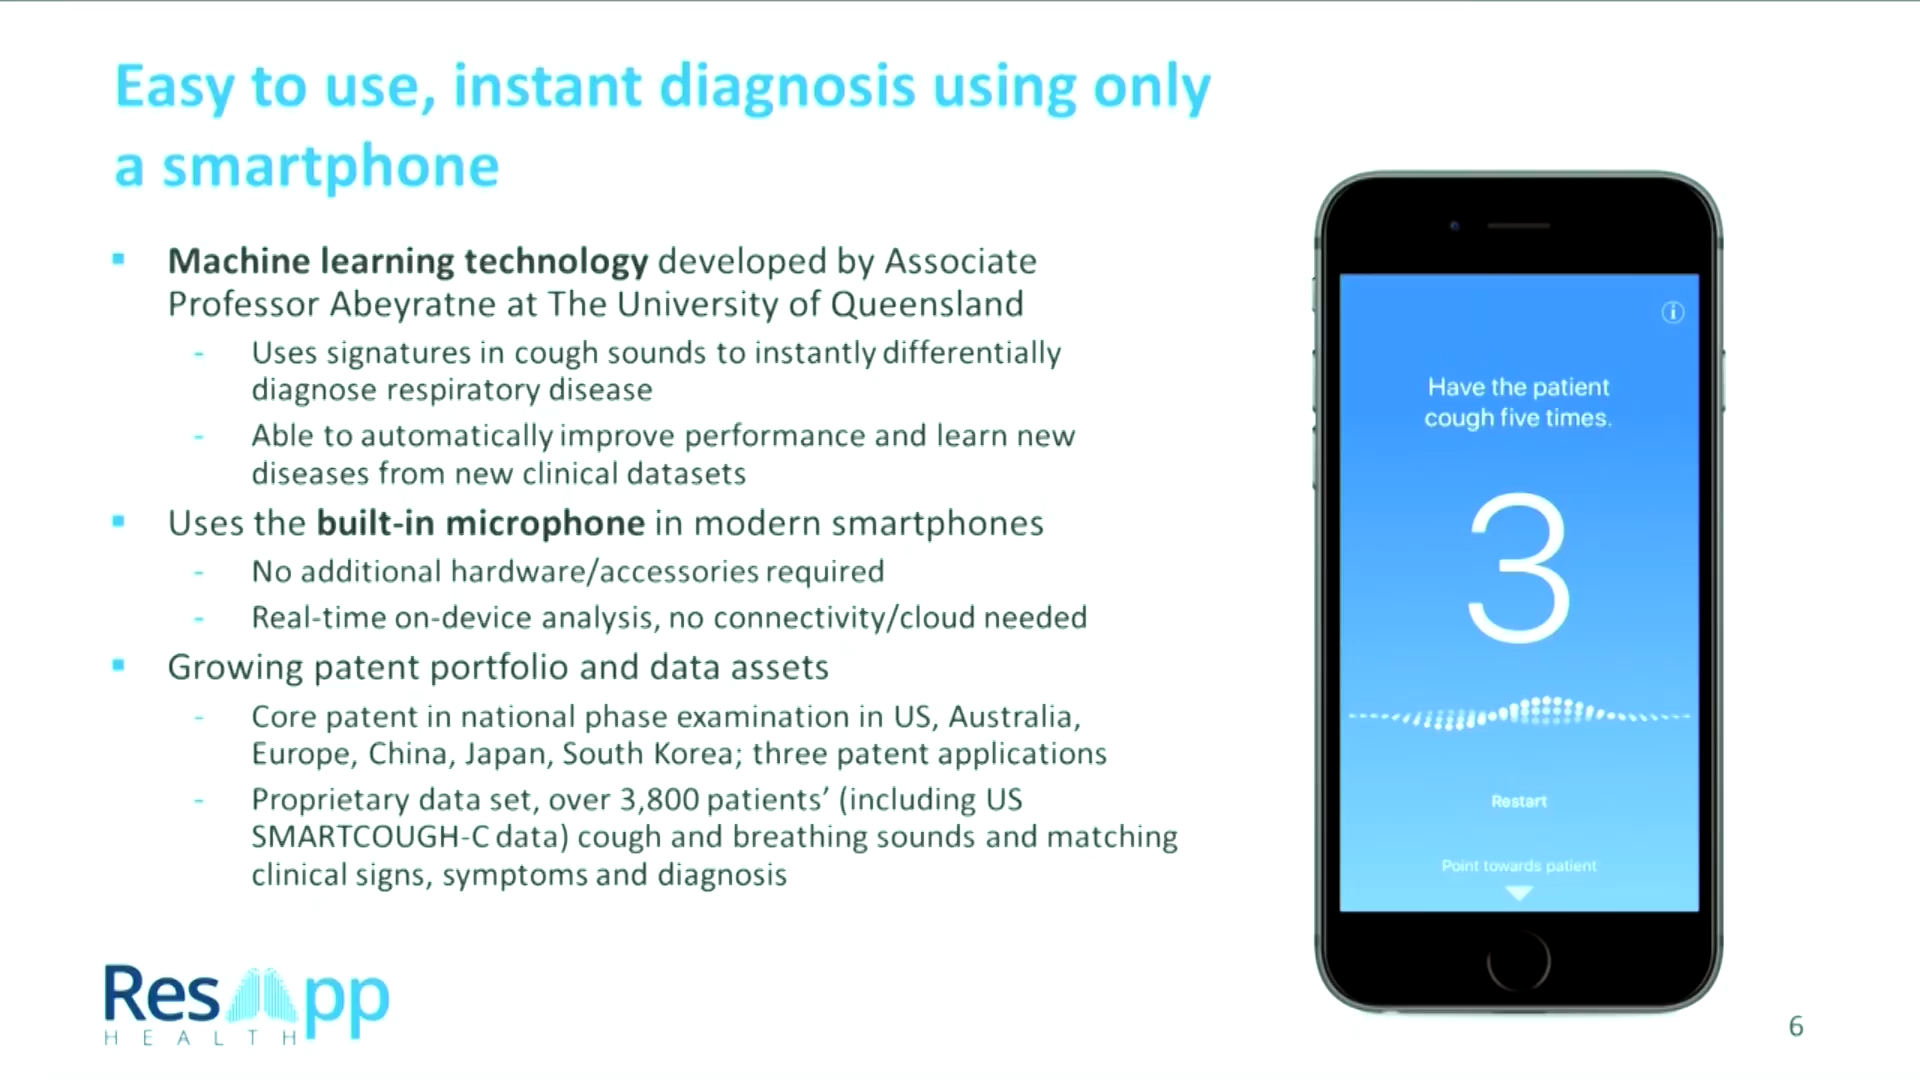 Easy to use, instant diagnosis using only
a smartphone
Machine learning technology developed by Associate
Professor Abeyratne at The University of Queensland
- Uses signatures in cough sounds to instantly differentially
diagnose respiratory disease
- Able to automatically improve performance and learn new
diseases from new clinical datasets
Uses the built-in microphone in modern smartphones
- No additional hardware/accessories required
- Real-time on-device analysis, no connectivity/cloud needed
Growing patent portfolio and data assets
- Core patent in national phase examination in US, Australia,
Europe, China, Japan, South Korea; three patent applications
- Proprietary data set, over 3,800 patients’ (including US
SMARTCOUGH-C data) cough and breathing sounds and matching
clinical signs, symptoms and diagnosis
Have the patient
cough five times.
3
Restart
Point towards patient
ResApp
HEALTH
6